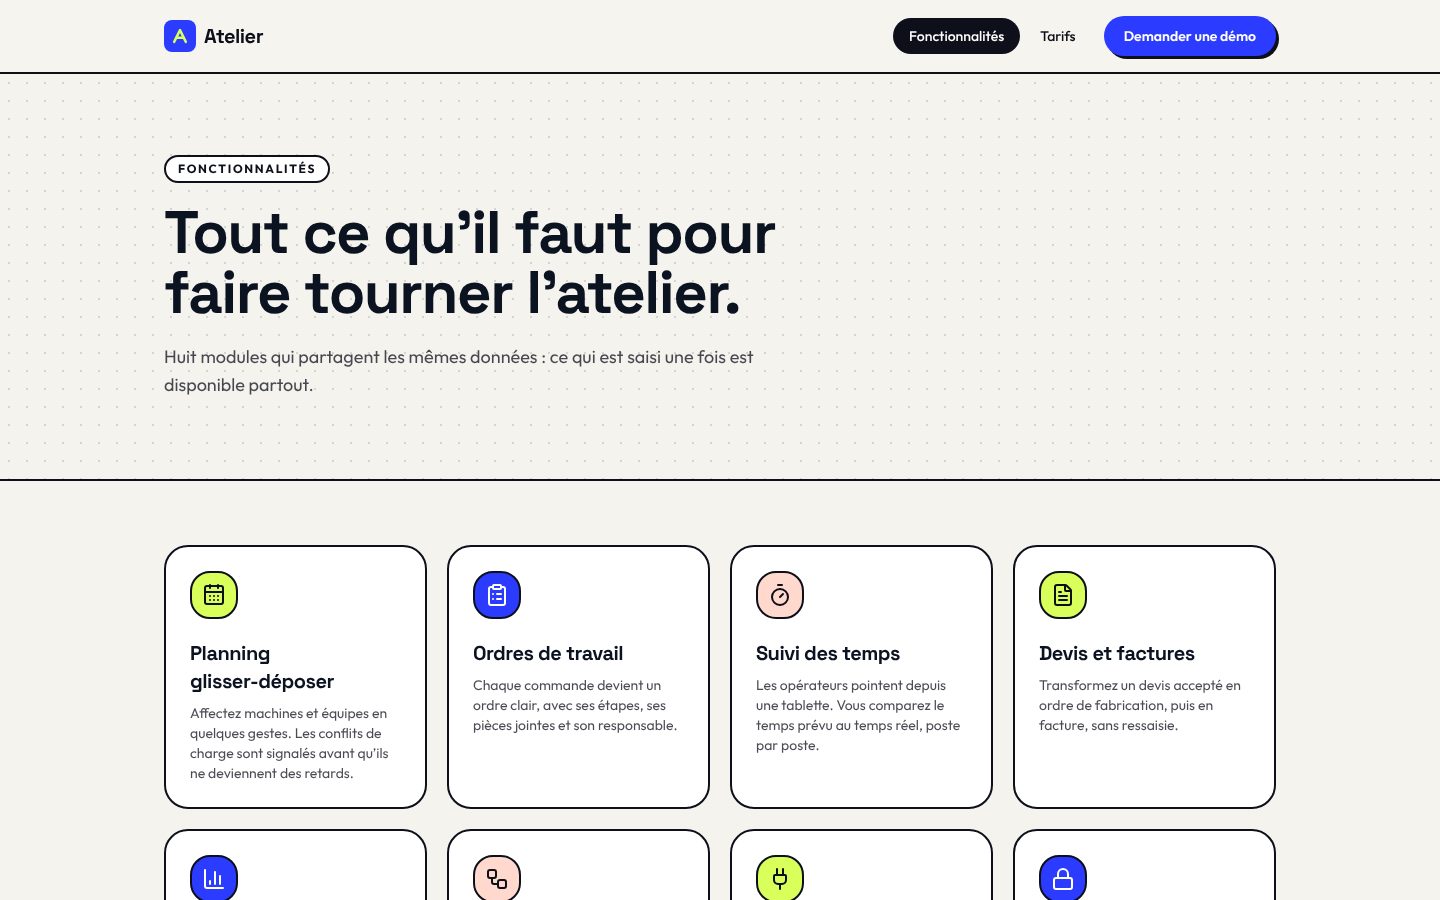 Atelier
Fonctionnalités
Tarifs
Demander une démo
FONCTIONNALITÉS
Tout ce qu’il faut pour
faire tourner l’atelier.
Huit modules qui partagent les mêmes données : ce qui est saisi une fois est
disponible partout.
Planning
glisser-déposer
Affectez machines et équipes en
quelques gestes. Les conflits de
charge sont signalés avant qu’ils
ne deviennent des retards.
Ordres de travail
Chaque commande devient un
ordre clair, avec ses étapes, ses
pièces jointes et son responsable.
Suivi des temps
Les opérateurs pointent depuis
une tablette. Vous comparez le
temps prévu au temps réel, poste
par poste.
Devis et factures
Transformez un devis accepté en
ordre de fabrication, puis en
facture, sans ressaisie.